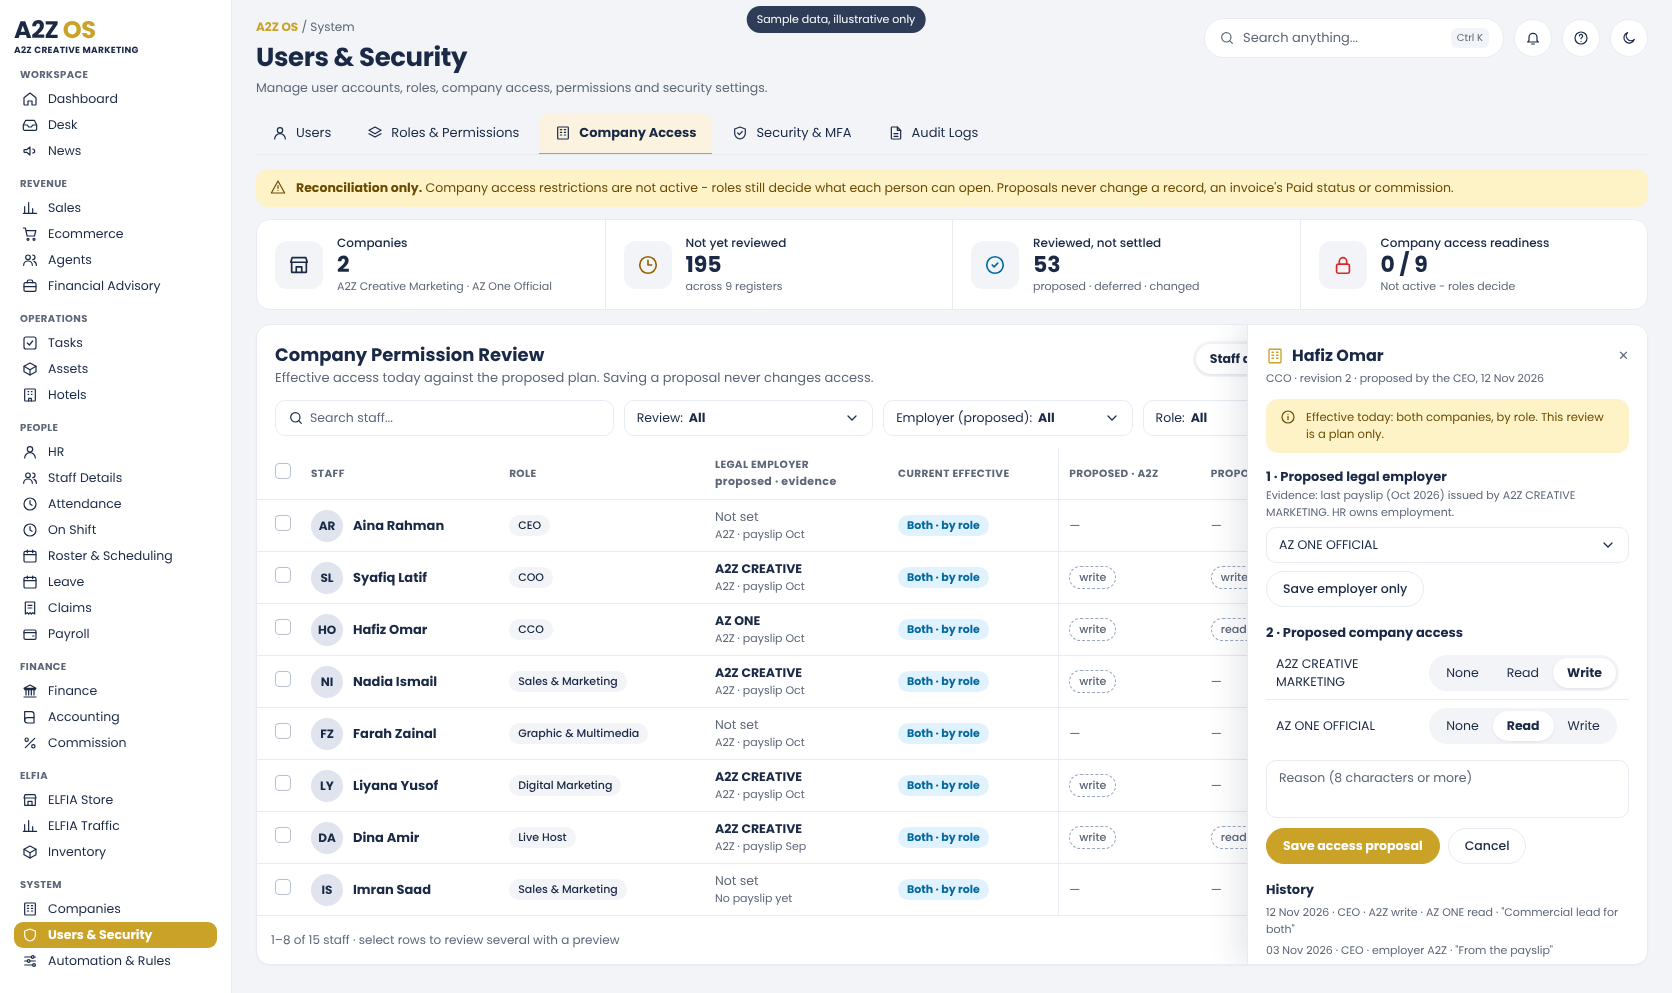 A2Z OS
A2Z CREATIVE MARKETING
WORKSPACE
Dashboard
Desk
News
REVENUE
Sales
Ecommerce
Agents
Financial Advisory
OPERATIONS
Tasks
Assets
Hotels
PEOPLE
HR
Staff Details
Attendance
On Shift
Roster & Scheduling
Leave
Claims
Payroll
FINANCE
Finance
Accounting
Commission
ELFIA
ELFIA Store
ELFIA Traffic
Inventory
SYSTEM
Companies
Users & Security
Automation & Rules
A2Z OS / System
Sample data, illustrative only
Search anything... Ctrl K
Users & Security
Manage user accounts, roles, company access, permissions and security settings.
Users Roles & Permissions Company Access Security & MFA Audit Logs
Reconciliation only. Company access restrictions are not active - roles still decide what each person can open. Proposals never change a record, an invoice's Paid status or commission.
Companies
2
A2Z Creative Marketing · AZ One Official
Not yet reviewed
195
across 9 registers
Reviewed, not settled
53
proposed · deferred · changed
Company access readiness
0 / 9
Not active - roles decide
Company Permission Review
Effective access today against the proposed plan. Saving a proposal never changes access.
Staff
Search staff... Review: All Employer (proposed): All Role: All
STAFF ROLE LEGAL EMPLOYER proposed · evidence CURRENT EFFECTIVE PROPOSED · A2Z PROPO
AR Aina Rahman CEO Not set Both · by role — —
A2Z · payslip Oct
SL Syafiq Latif COO A2Z CREATIVE Both · by role write write
A2Z · payslip Oct
HO Hafiz Omar CCO AZ ONE Both · by role write read
A2Z · payslip Oct
NI Nadia Ismail Sales & Marketing A2Z CREATIVE Both · by role write —
A2Z · payslip Oct
FZ Farah Zainal Graphic & Multimedia Not set Both · by role — —
A2Z · payslip Oct
LY Liyana Yusof Digital Marketing A2Z CREATIVE Both · by role write —
A2Z · payslip Oct
DA Dina Amir Live Host A2Z CREATIVE Both · by role write read
A2Z · payslip Sep
IS Imran Saad Sales & Marketing Not set Both · by role — —
No payslip yet
1–8 of 15 staff · select rows to review several with a preview
Hafiz Omar ×
CCO · revision 2 · proposed by the CEO, 12 Nov 2026
Effective today: both companies, by role. This review
is a plan only.
1 · Proposed legal employer
Evidence: last payslip (Oct 2026) issued by A2Z CREATIVE
MARKETING. HR owns employment.
AZ ONE OFFICIAL
Save employer only
2 · Proposed company access
A2Z CREATIVE
MARKETING
None Read Write
AZ ONE OFFICIAL None Read Write
Reason (8 characters or more)
Save access proposal Cancel
History
12 Nov 2026 · CEO · A2Z write · AZ ONE read · "Commercial lead for
both"
03 Nov 2026 · CEO · employer A2Z · "From the payslip"